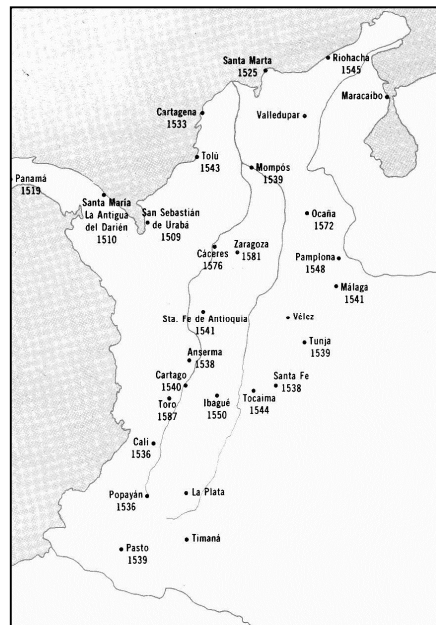 Santa Marta
1525
Riohacha
1545
Maracaibo
Cartagena
1533
Valledupar
Tolú
1543
Mompós
1539
Panamá
1519
Santa María
La Antigua
del Darién
1510
San Sebastián
de Urabá
1509
Ocaña
1572
Cáceres
1576
Zaragoza
1581
Pamplona
1548
Málaga
1541
Sta. Fe de Antioquia
1541
Vélez
Tunja
1539
Anserma
1538
Cartago
1540
Toro
1587
Ibagué
1550
Tocaima
1544
Santa Fe
1538
Cali
1536
Popayán
1536
La Plata
Timaná
Pasto
1539